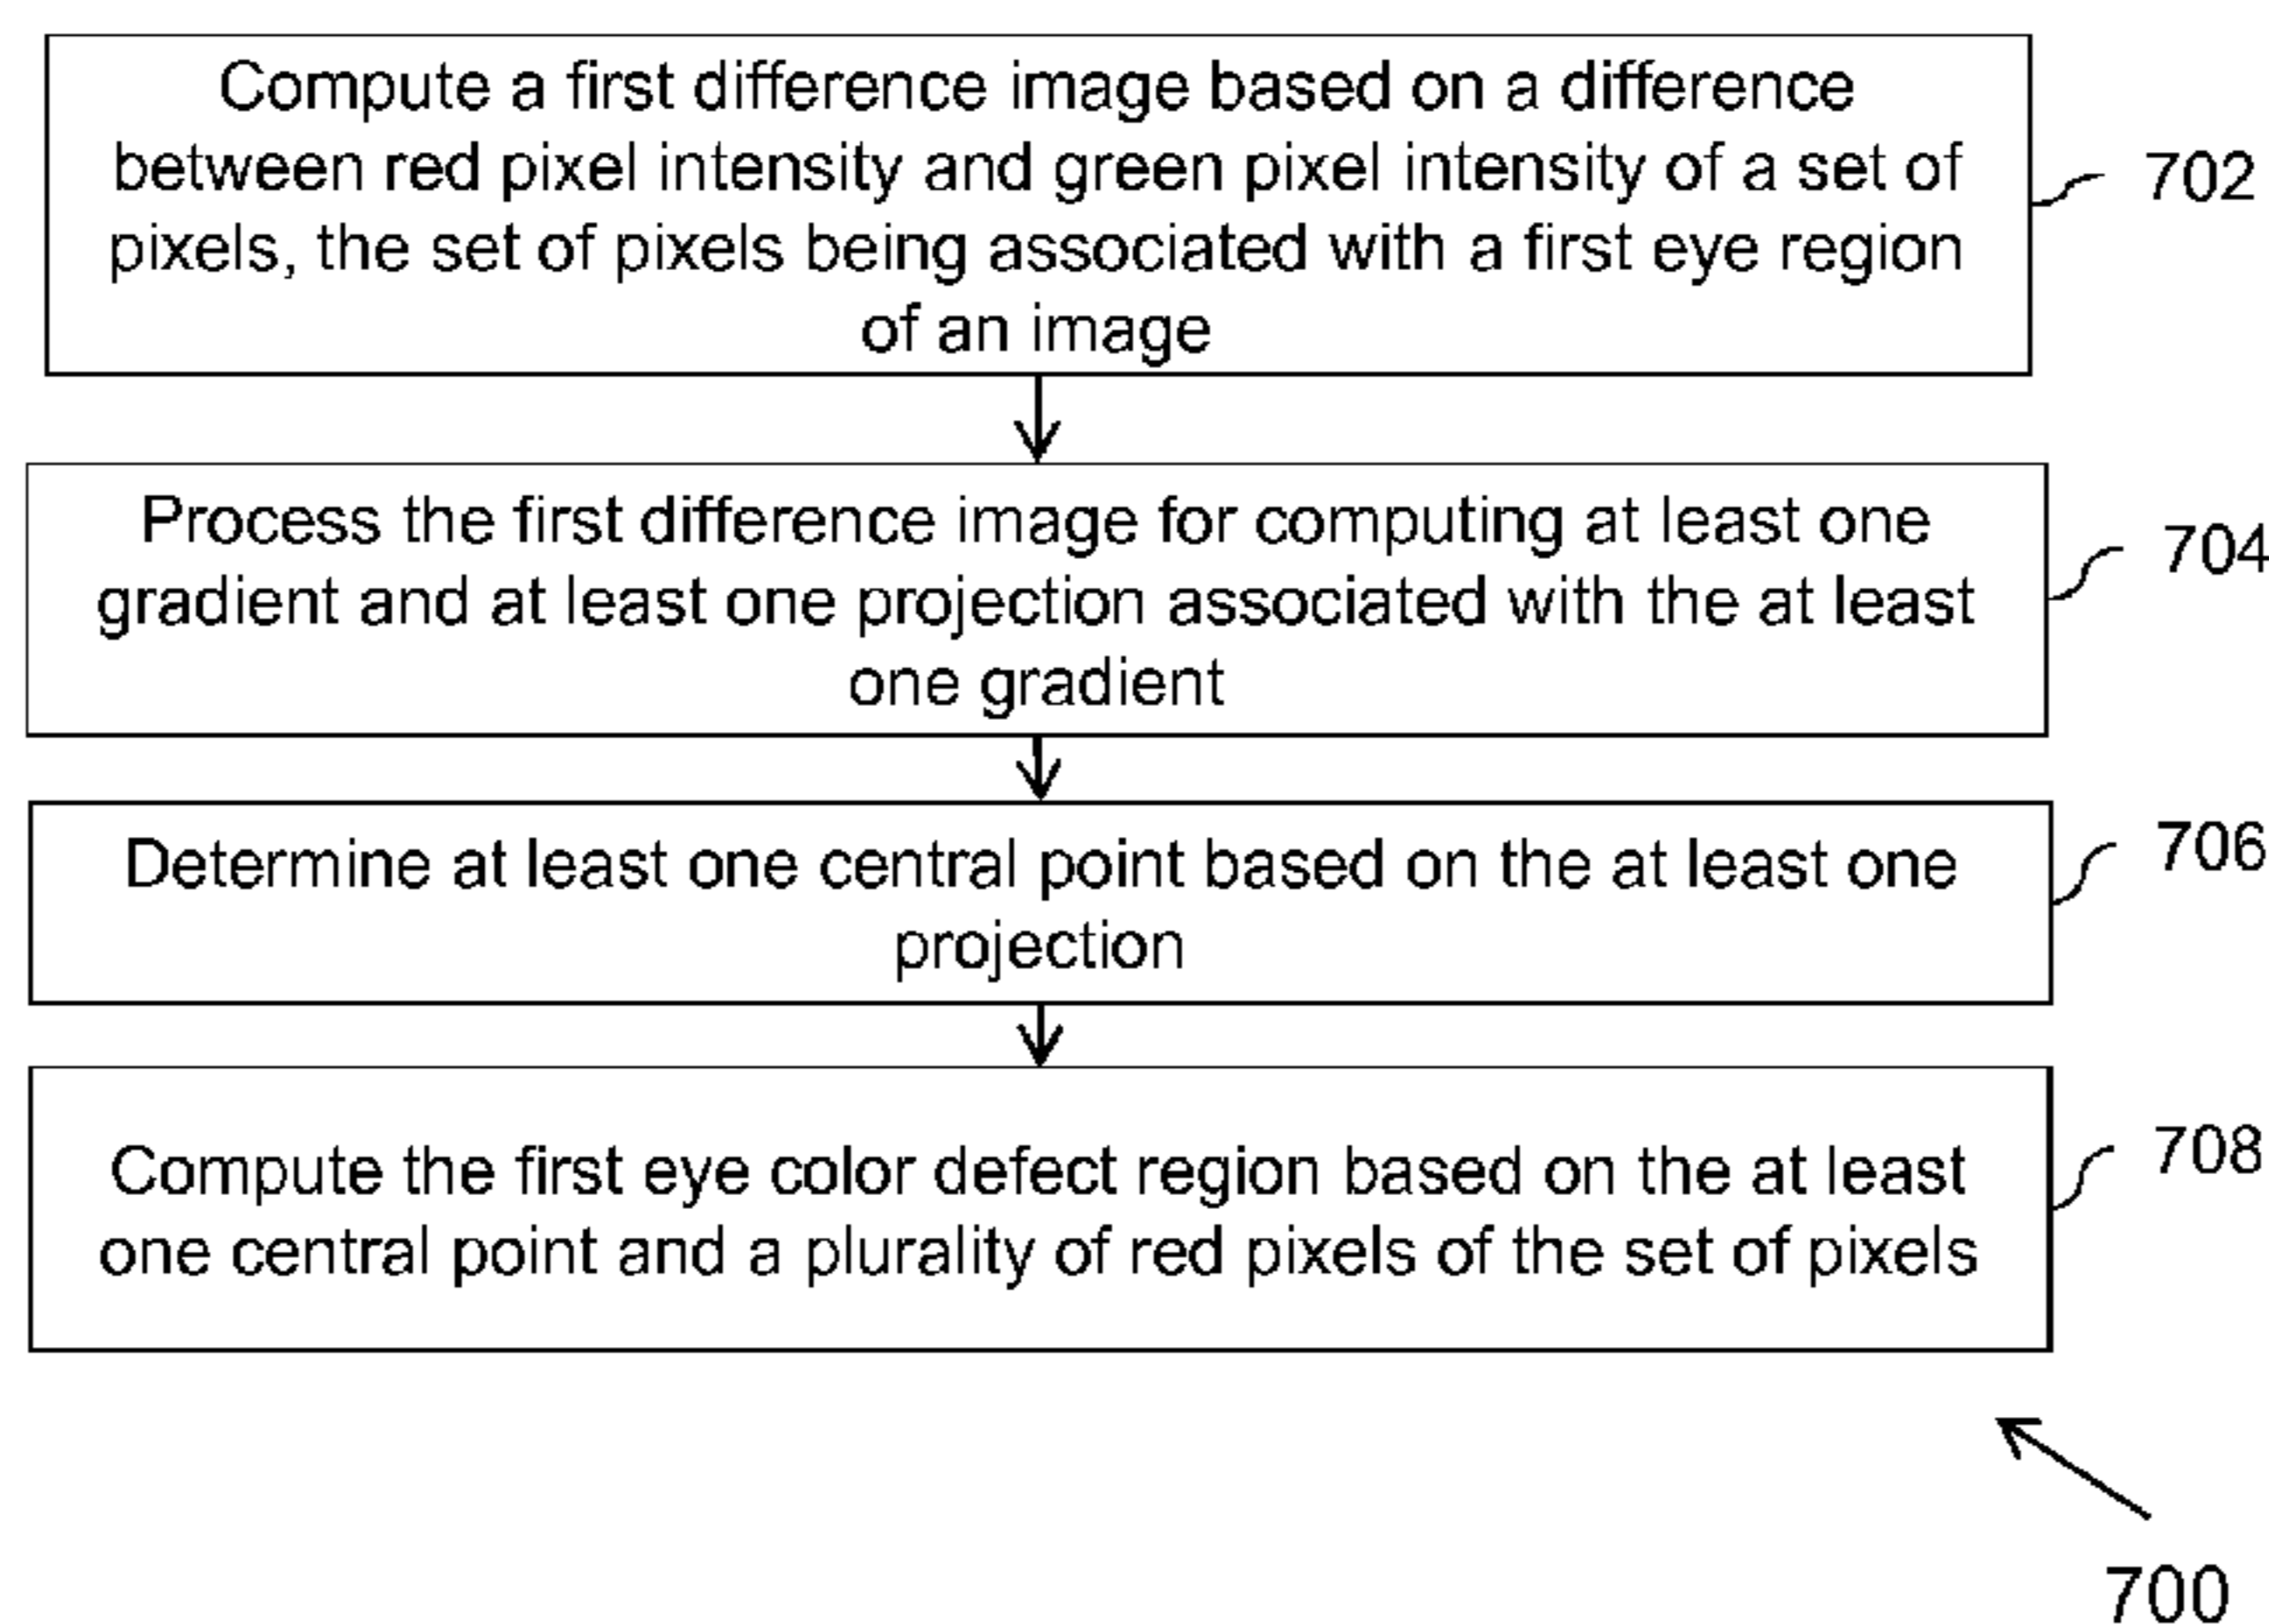 Compute a first difference image based on a difference
between red pixel intensity and green pixel intensity of a set of
pixels, the set of pixels being associated with a first eye region
of an image
702
Process the first difference image for computing at least one
gradient and at least one projection associated with the at least
one gradient
704
Determine at least one central point based on the at least one
projection
706
Compute the first eye color defect region based on the at least
one central point and a plurality of red pixels of the set of pixels
708
700